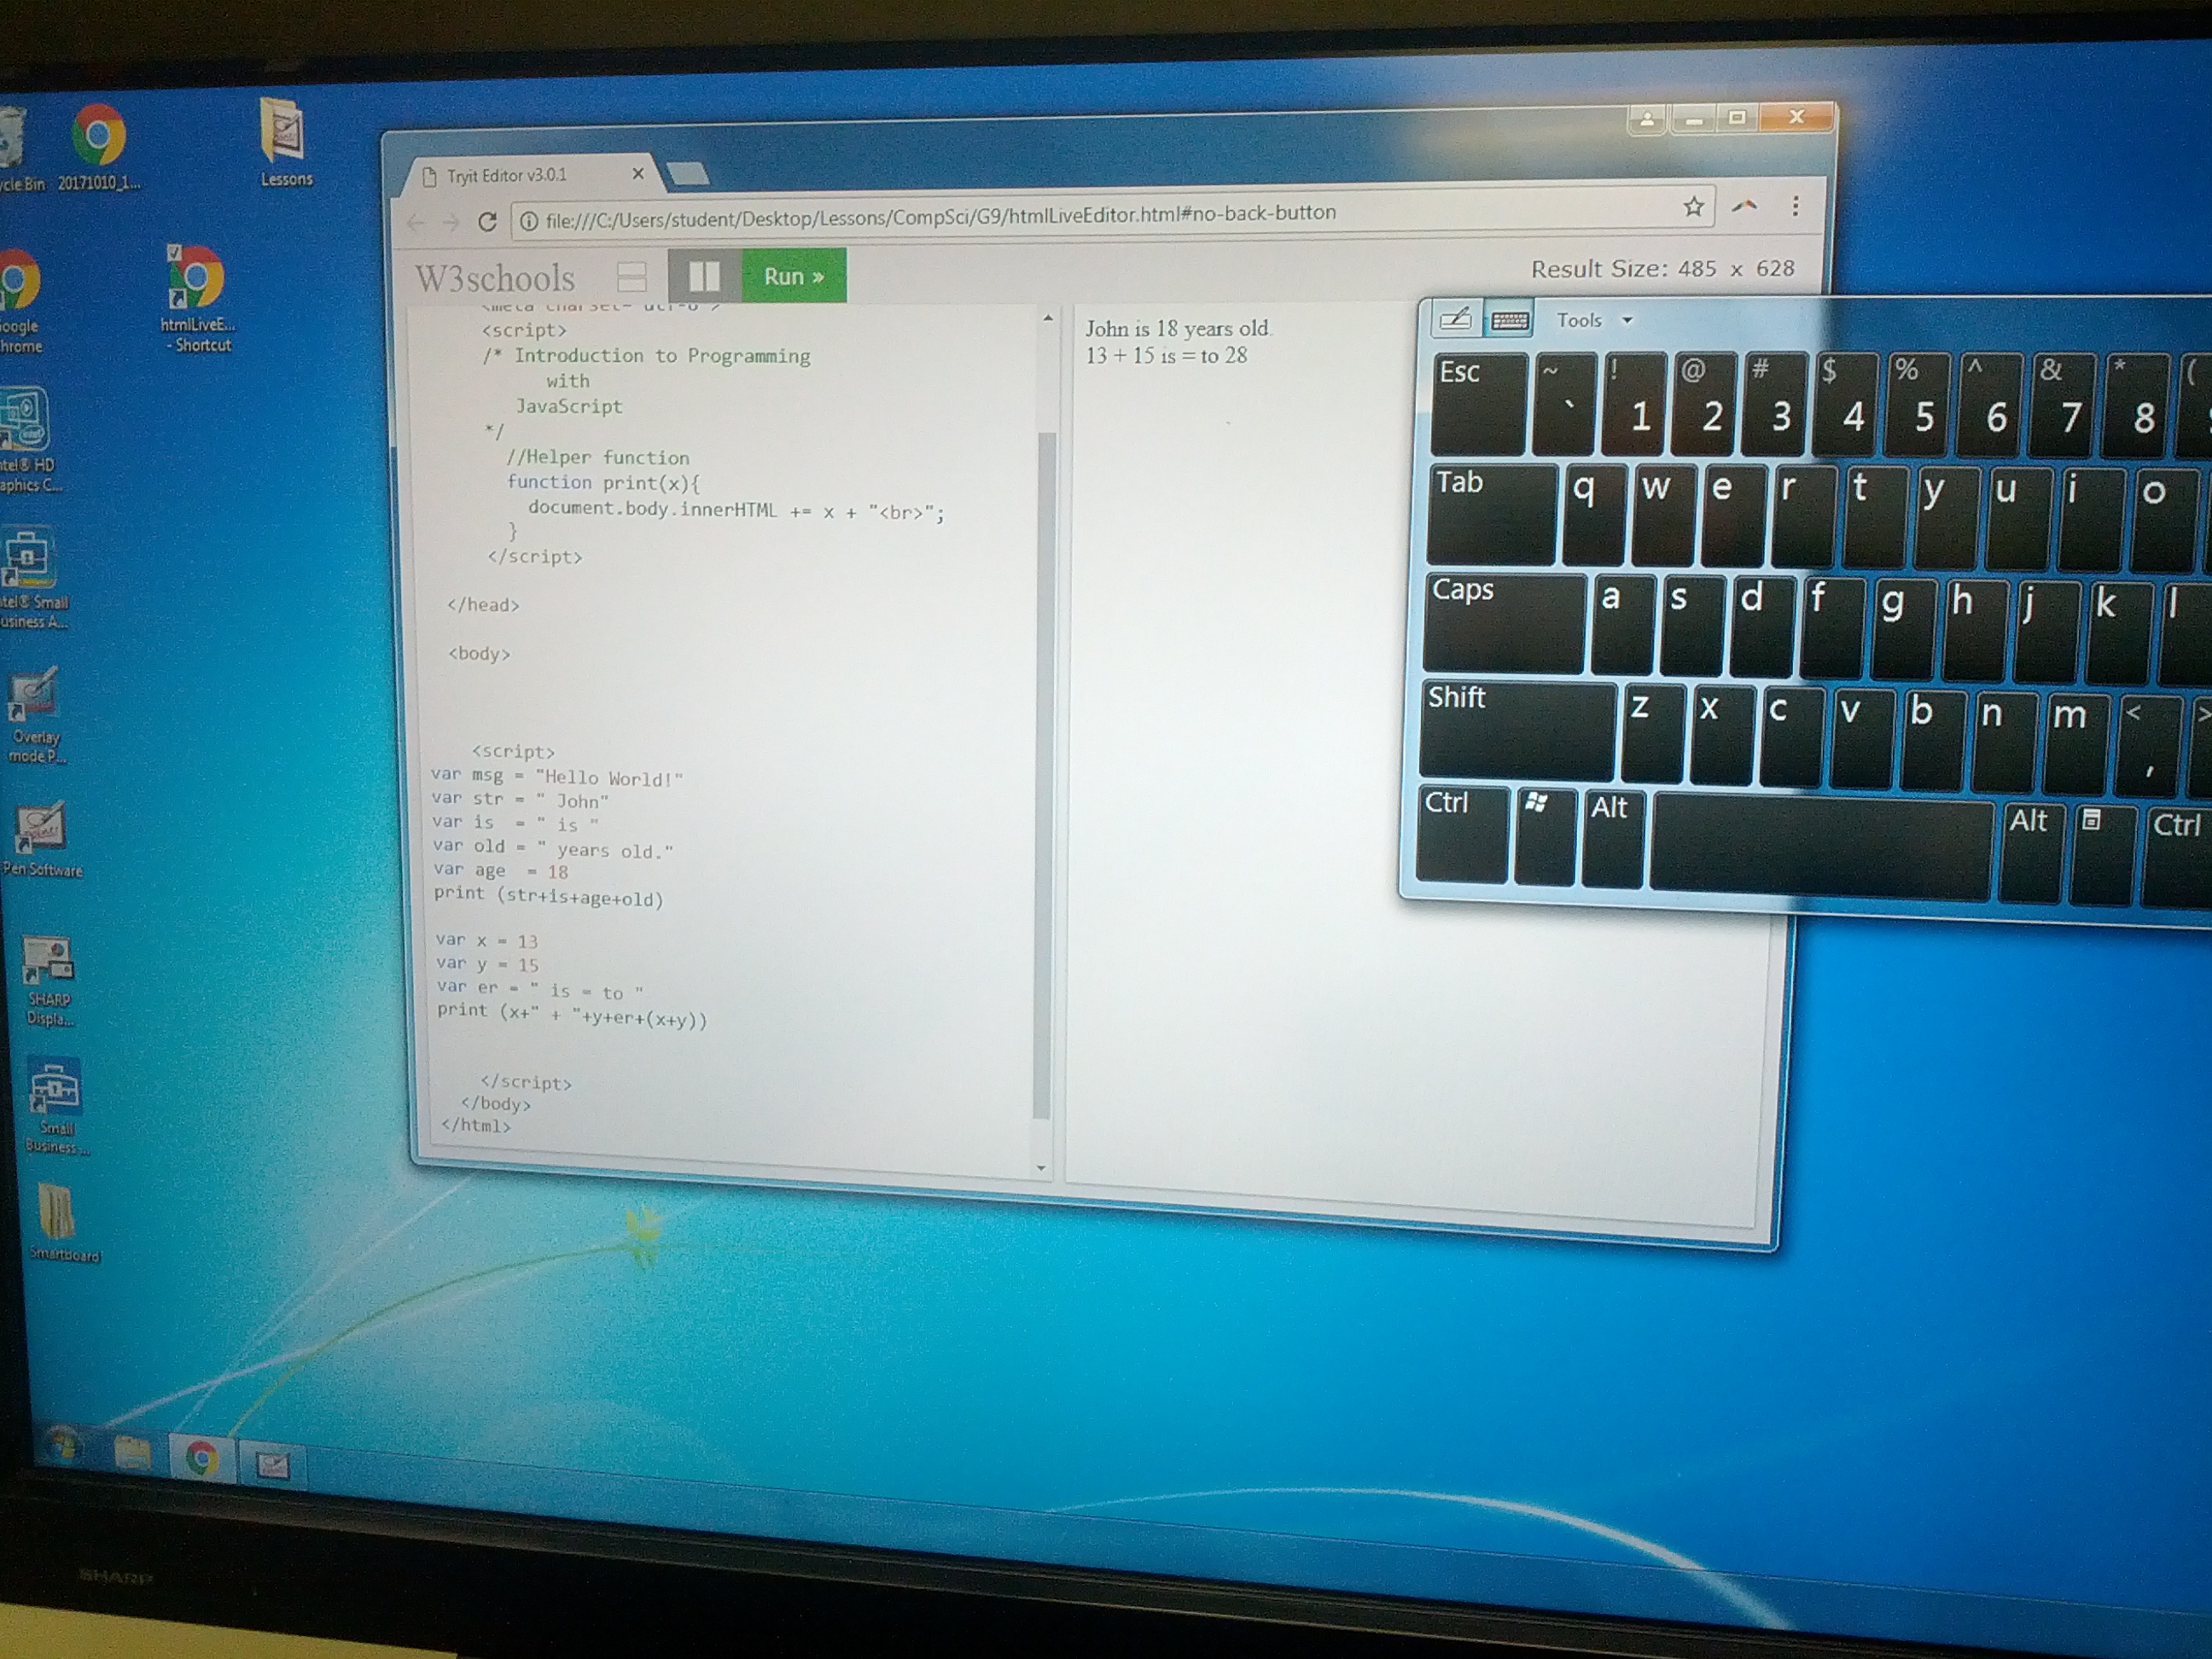 cle Bin
20171010_1...
Lessons
oogle
hrome
htmlLiveE...
- Shortcut
ntel® HD
aphics C...
ntel® Small
usiness A...
Overlay
mode P...
Pen Software
SHARP
Displa...
Small
Business ...
Smartboard
Tryit Editor v3.0.1
file:///C:/Users/student/Desktop/Lessons/CompSci/G9/htmlLiveEditor.html#no-back-button
W3schools
Run »
Result Size: 485 x 628
<script>
/* Introduction to Programming
with
JavaScript
*/
//Helper function
function print(x){
document.body.innerHTML += x + "<br>";
}
</script>
</head>
<body>
<script>
var msg = "Hello World!"
var str = " John"
var is = " is "
var old = " years old."
var age = 18
print (str+is+age+old)
var x = 13
var y = 15
var er = " is = to "
print (x+" + "+y+er+(x+y))
</script>
</body>
</html>
John is 18 years old.
13 + 15 is = to 28
Tools
Esc ~ ` ! 1 @ 2 # 3 $ 4 % 5 ^ 6 & 7 * 8 (
Tab q w e r t y u i o
Caps a s d f g h j k l
Shift z x c v b n m < , >
Ctrl Alt Alt Ctrl
SHARP